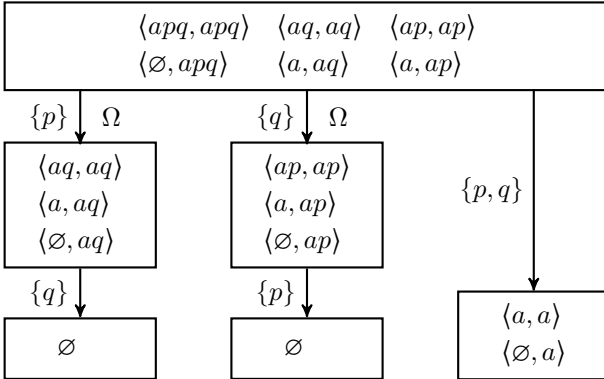 ⟨apq, apq⟩ ⟨aq, aq⟩ ⟨ap, ap⟩
⟨∅, apq⟩ ⟨a, aq⟩ ⟨a, ap⟩
{p} Ω {q} Ω
{p, q}
⟨aq, aq⟩ ⟨ap, ap⟩
⟨a, aq⟩ ⟨a, ap⟩
⟨∅, aq⟩ ⟨∅, ap⟩
{q} {p}
∅ ∅
⟨a, a⟩
⟨∅, a⟩